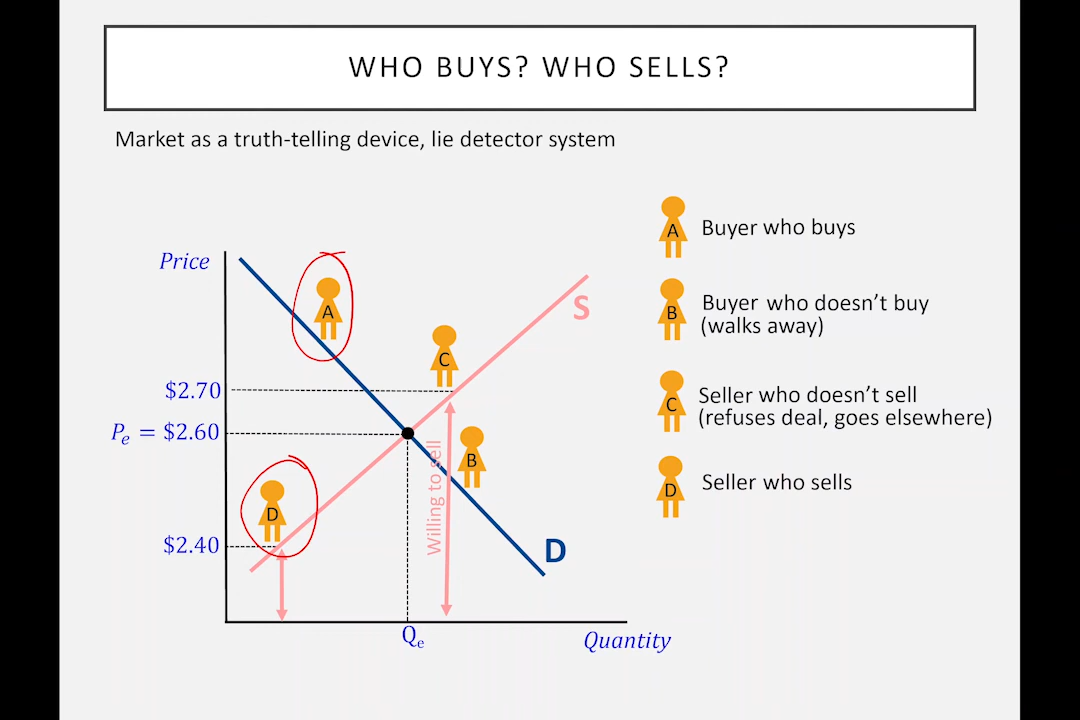 WHO BUYS? WHO SELLS?
Market as a truth-telling device, lie detector system
A
Buyer who buys
B
Buyer who doesn't buy
(walks away)
C
Seller who doesn't sell
(refuses deal, goes elsewhere)
D
Seller who sells
Price
A
S
C
$2.70
Pₑ = $2.60
B
Willing to sell
D
$2.40
D
Qₑ
Quantity